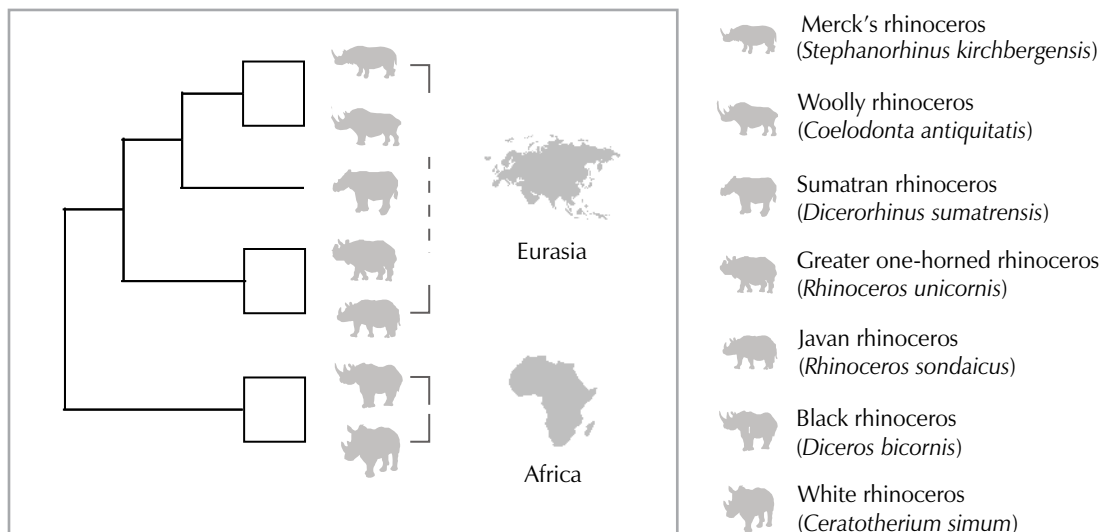 Eurasia
Africa
Merck’s rhinoceros
(Stephanorhinus kirchbergensis)
Woolly rhinoceros
(Coelodonta antiquitatis)
Sumatran rhinoceros
(Dicerorhinus sumatrensis)
Greater one-horned rhinoceros
(Rhinoceros unicornis)
Javan rhinoceros
(Rhinoceros sondaicus)
Black rhinoceros
(Diceros bicornis)
White rhinoceros
(Ceratotherium simum)